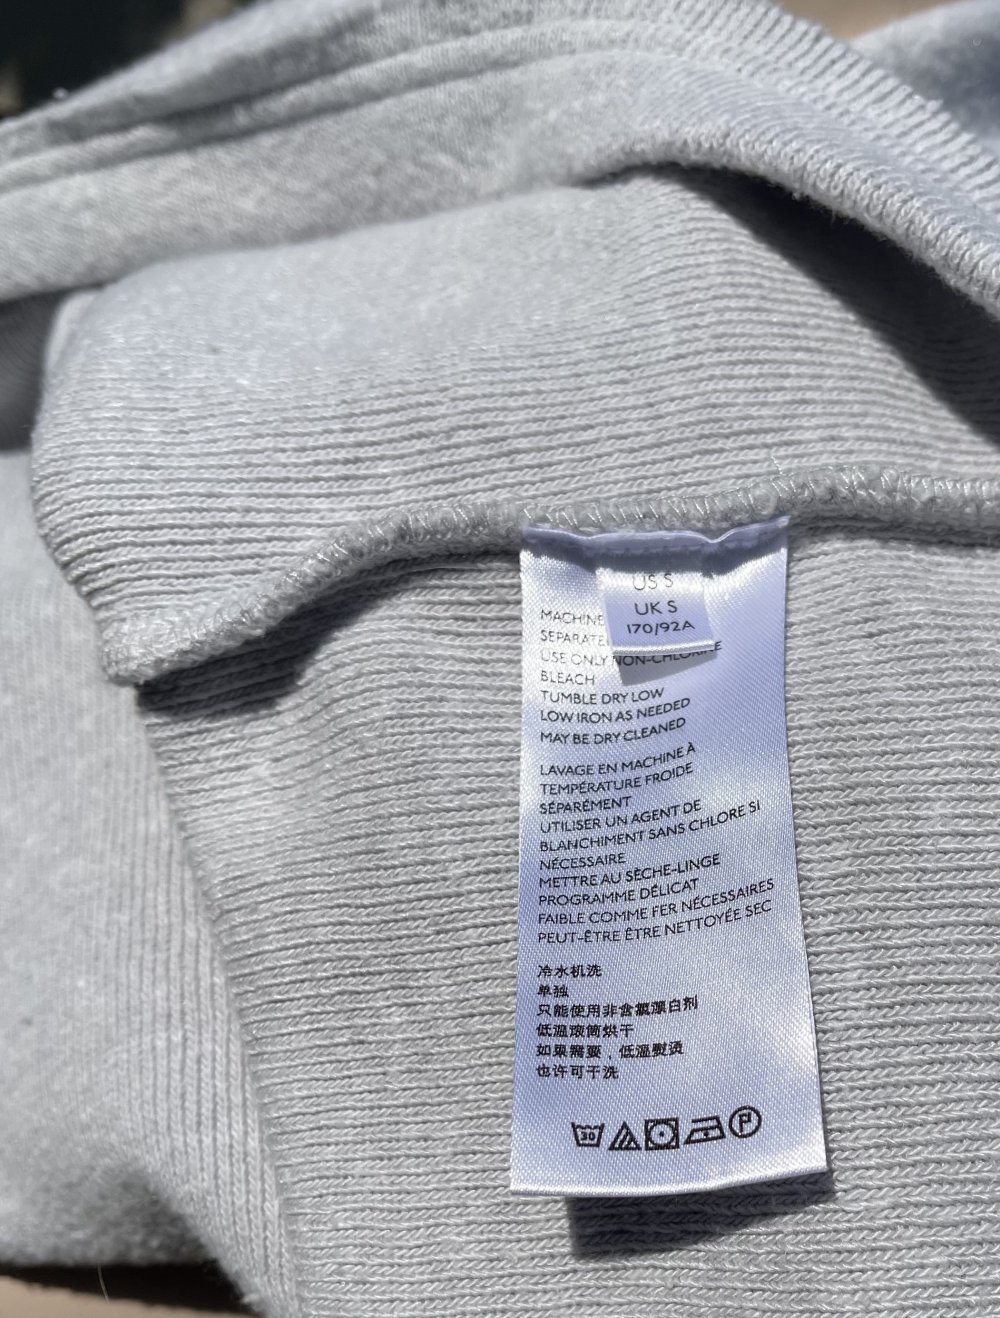 US S
UK S
170/92A
MACHINE
SEPARATE
USE ONLY NON-CHLORINE
BLEACH
TUMBLE DRY LOW
LOW IRON AS NEEDED
MAY BE DRY CLEANED
LAVAGE EN MACHINE À
TEMPÉRATURE FROIDE
SÉPARÉMENT
UTILISER UN AGENT DE
BLANCHIMENT SANS CHLORE SI
NÉCESSAIRE
METTRE AU SÈCHE-LINGE
PROGRAMME DÉLICAT
FAIBLE COMME FER NÉCESSAIRES
PEUT-ÊTRE ÊTRE NETTOYÉE SEC
冷水机洗
单独
只能使用非含氯漂白剂
低温滚筒烘干
如果需要，低温熨烫
也许可干洗
30
P